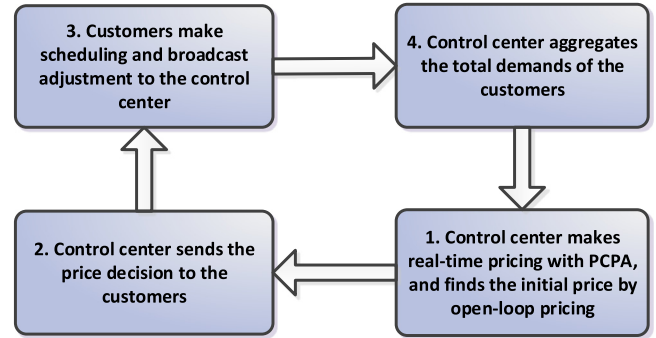 3. Customers make
scheduling and broadcast
adjustment to the control
center
4. Control center aggregates
the total demands of the
customers
2. Control center sends the
price decision to the
customers
1. Control center makes
real-time pricing with PCPA,
and finds the initial price by
open-loop pricing